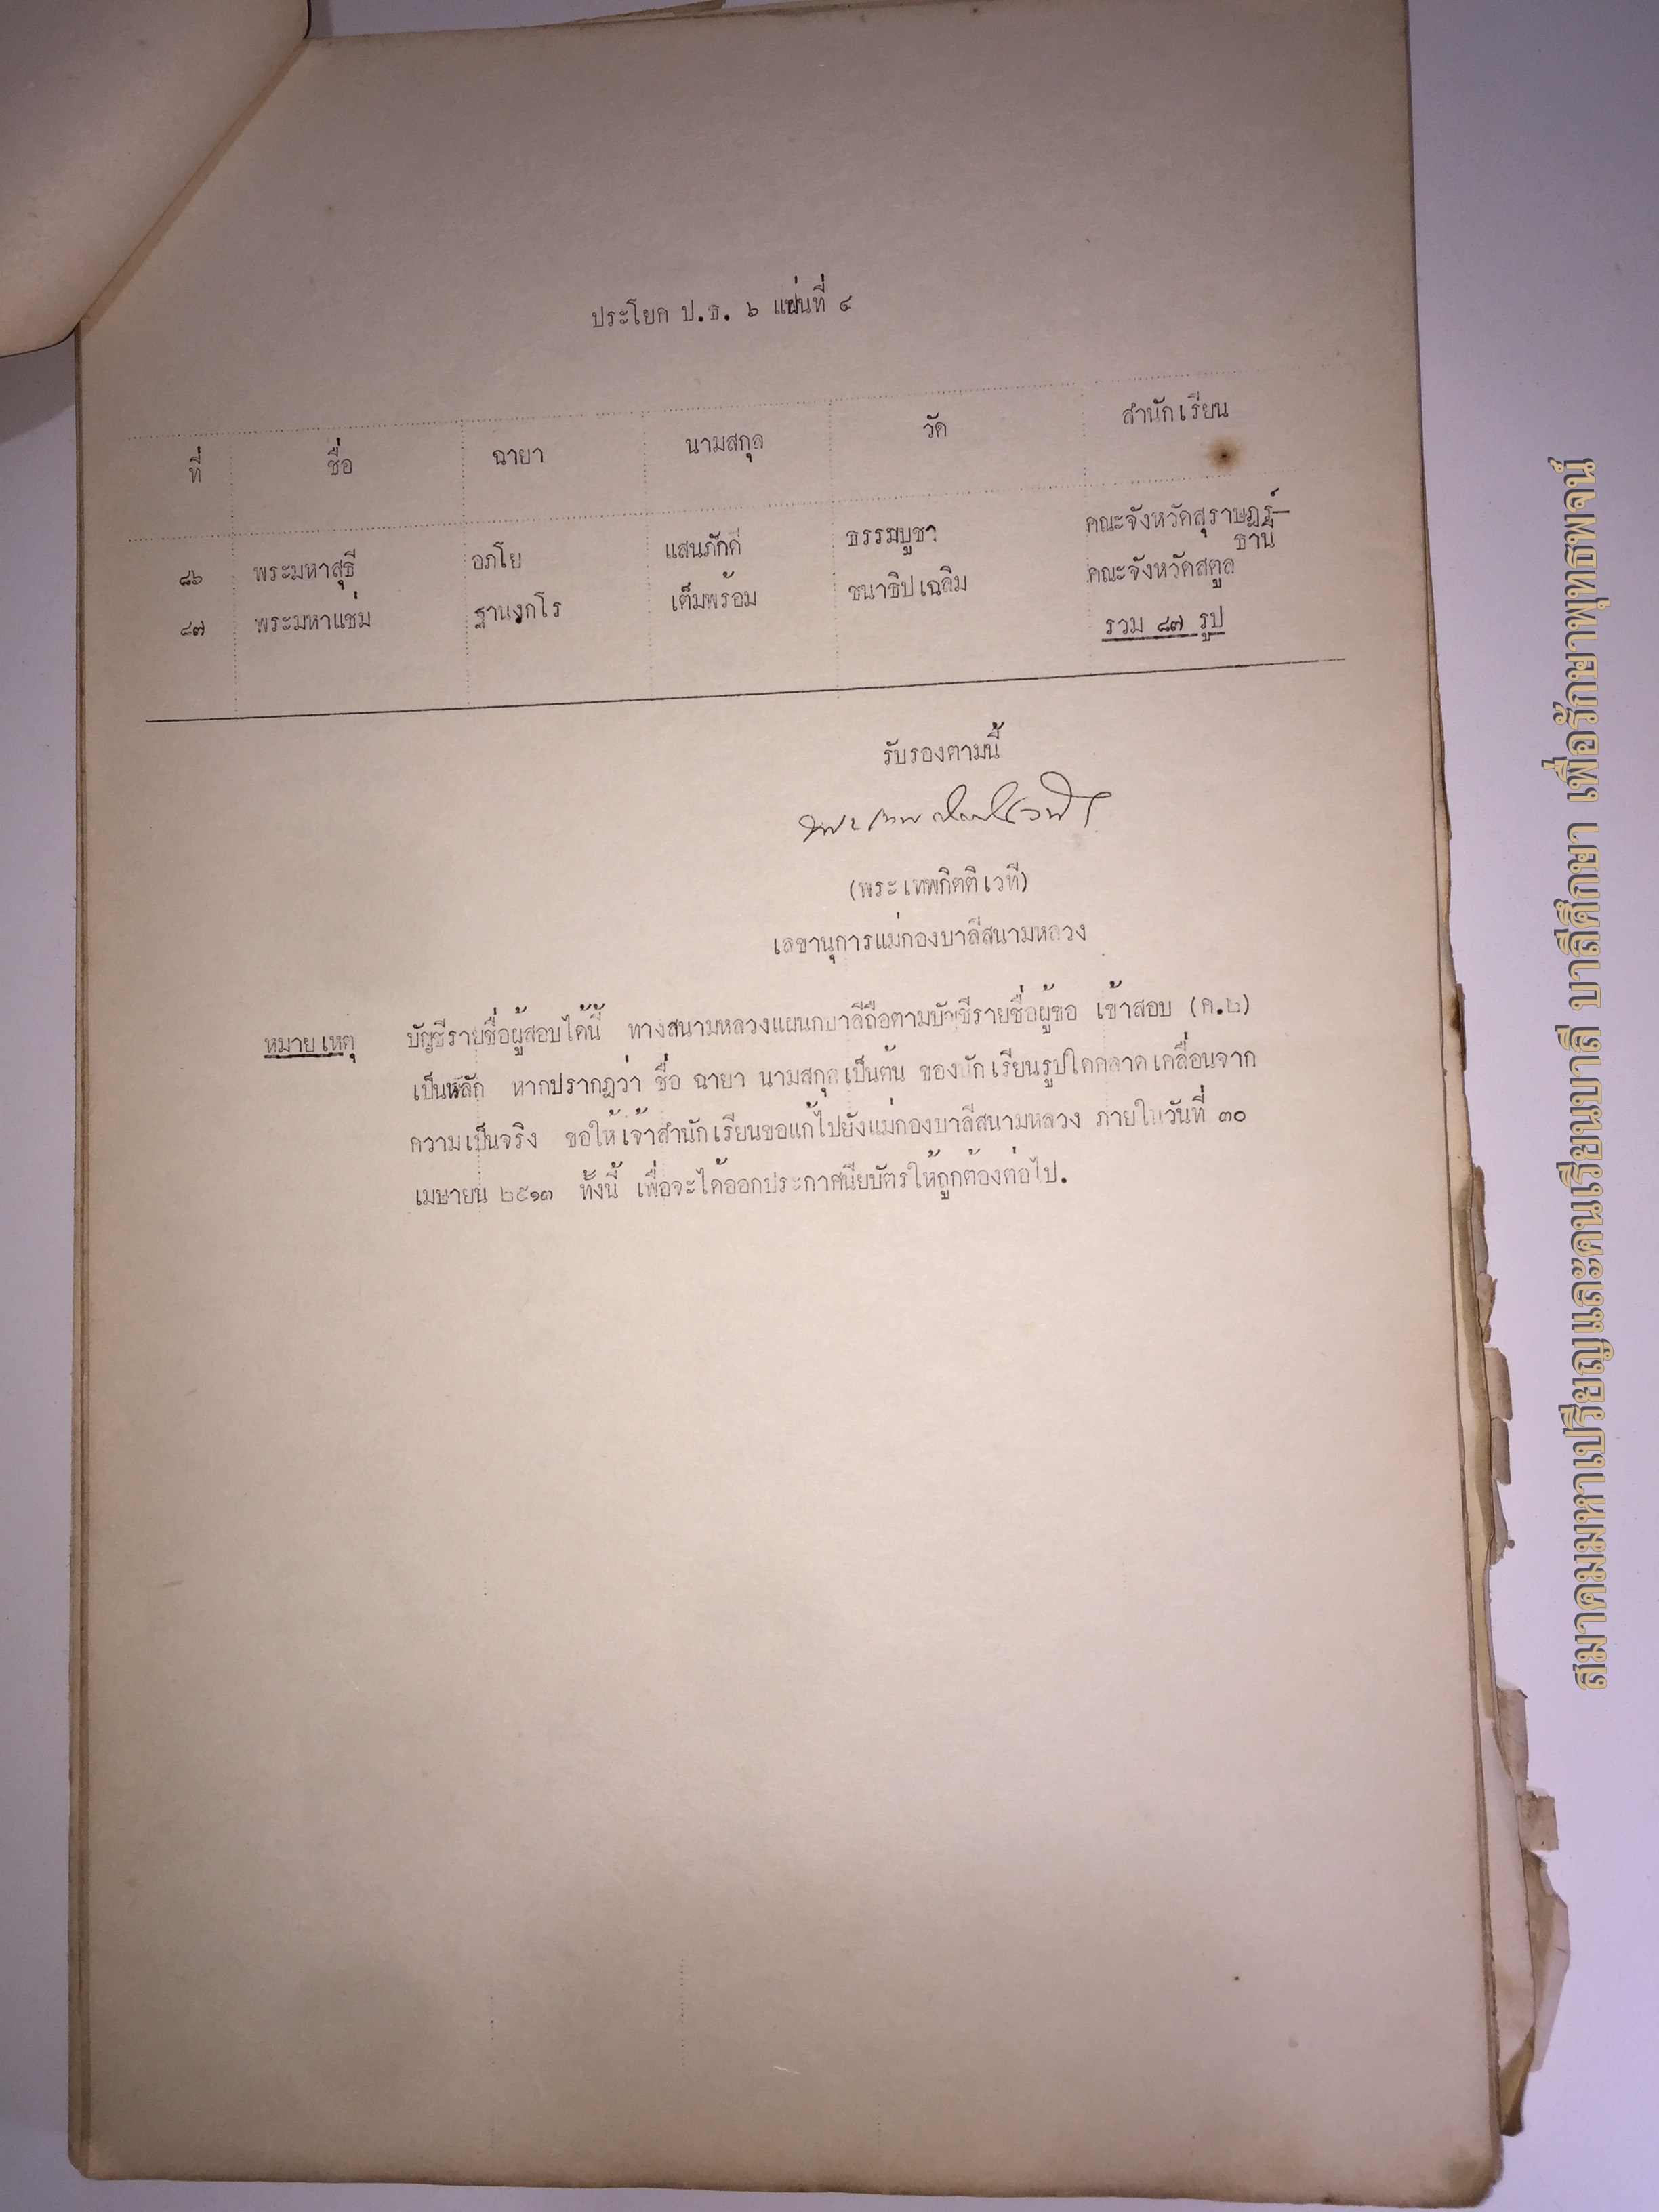 ประโยค ป.ธ. ๖ แผ่นที่ ๔
ที่ ชื่อ ฉายา นามสกุล วัด สำนักเรียน
๘๖ พระมหาสุธี อภโย แสนภักดี ธรรมบูชา คณะจังหวัดสุราษฎร์-
ธานี
๘๗ พระมหาแช่ม ฐานงฺกโร เต็มพร้อม ชนาธิปเฉลิม คณะจังหวัดสตูล
รวม ๘๗ รูป
รับรองตามนี้
(พระเทพกิตติเวที)
เลขานุการแม่กองบาลีสนามหลวง
หมายเหตุ บัญชีรายชื่อผู้สอบได้นี้ ทางสนามหลวงแผนกบาลีถือตามบัญชีรายชื่อผู้ขอ เข้าสอบ (ค.๒)
เป็นหลัก หากปรากฏว่า ชื่อ ฉายา นามสกุลเป็นต้น ของนักเรียนรูปใดคลาดเคลื่อนจาก
ความเป็นจริง ขอให้เจ้าสำนักเรียนขอแก้ไปยังแม่กองบาลีสนามหลวง ภายในวันที่ ๓๐
เมษายน ๒๕๑๓ ทั้งนี้ เพื่อจะได้ออกประกาศนียบัตรให้ถูกต้องต่อไป.
สมาคมมหาเปรียญและคนเรียนบาลี บาลีศึกษา เพื่อรักษาพุทธพจน์